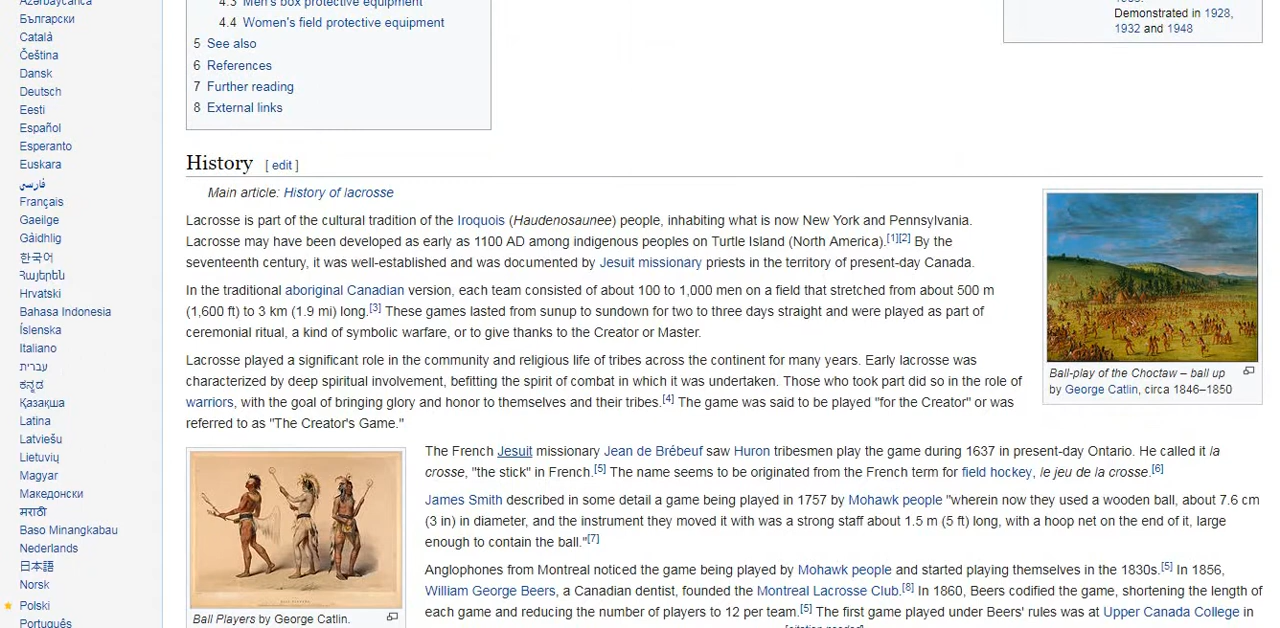 Azərbaycanca
Български
Català
Čeština
Dansk
Deutsch
Eesti
Español
Esperanto
Euskara
فارسی
Français
Gaeilge
Gàidhlig
한국어
Հայերեն
Hrvatski
Bahasa Indonesia
Íslenska
Italiano
עברית
ಕನ್ನಡ
Қазақша
Latina
Latviešu
Lietuvių
Magyar
Македонски
मराठी
Baso Minangkabau
Nederlands
日本語
Norsk
Polski
Português
4.3 Men's box protective equipment
4.4 Women's field protective equipment
5 See also
6 References
7 Further reading
8 External links
Demonstrated in 1928,
1932 and 1948
History [ edit ]
Main article: History of lacrosse
Lacrosse is part of the cultural tradition of the Iroquois (Haudenosaunee) people, inhabiting what is now New York and Pennsylvania.
Lacrosse may have been developed as early as 1100 AD among indigenous peoples on Turtle Island (North America).[1][2] By the
seventeenth century, it was well-established and was documented by Jesuit missionary priests in the territory of present-day Canada.
In the traditional aboriginal Canadian version, each team consisted of about 100 to 1,000 men on a field that stretched from about 500 m
(1,600 ft) to 3 km (1.9 mi) long.[3] These games lasted from sunup to sundown for two to three days straight and were played as part of
ceremonial ritual, a kind of symbolic warfare, or to give thanks to the Creator or Master.
Lacrosse played a significant role in the community and religious life of tribes across the continent for many years. Early lacrosse was
characterized by deep spiritual involvement, befitting the spirit of combat in which it was undertaken. Those who took part did so in the role of
warriors, with the goal of bringing glory and honor to themselves and their tribes.[4] The game was said to be played "for the Creator" or was
referred to as "The Creator's Game."
Ball-play of the Choctaw – ball up
by George Catlin, circa 1846–1850
The French Jesuit missionary Jean de Brébeuf saw Huron tribesmen play the game during 1637 in present-day Ontario. He called it la
crosse, "the stick" in French.[5] The name seems to be originated from the French term for field hockey, le jeu de la crosse.[6]
James Smith described in some detail a game being played in 1757 by Mohawk people "wherein now they used a wooden ball, about 7.6 cm
(3 in) in diameter, and the instrument they moved it with was a strong staff about 1.5 m (5 ft) long, with a hoop net on the end of it, large
enough to contain the ball."[7]
Anglophones from Montreal noticed the game being played by Mohawk people and started playing themselves in the 1830s.[5] In 1856,
William George Beers, a Canadian dentist, founded the Montreal Lacrosse Club.[8] In 1860, Beers codified the game, shortening the length of
each game and reducing the number of players to 12 per team.[5] The first game played under Beers' rules was at Upper Canada College in
Ball Players by George Catlin.